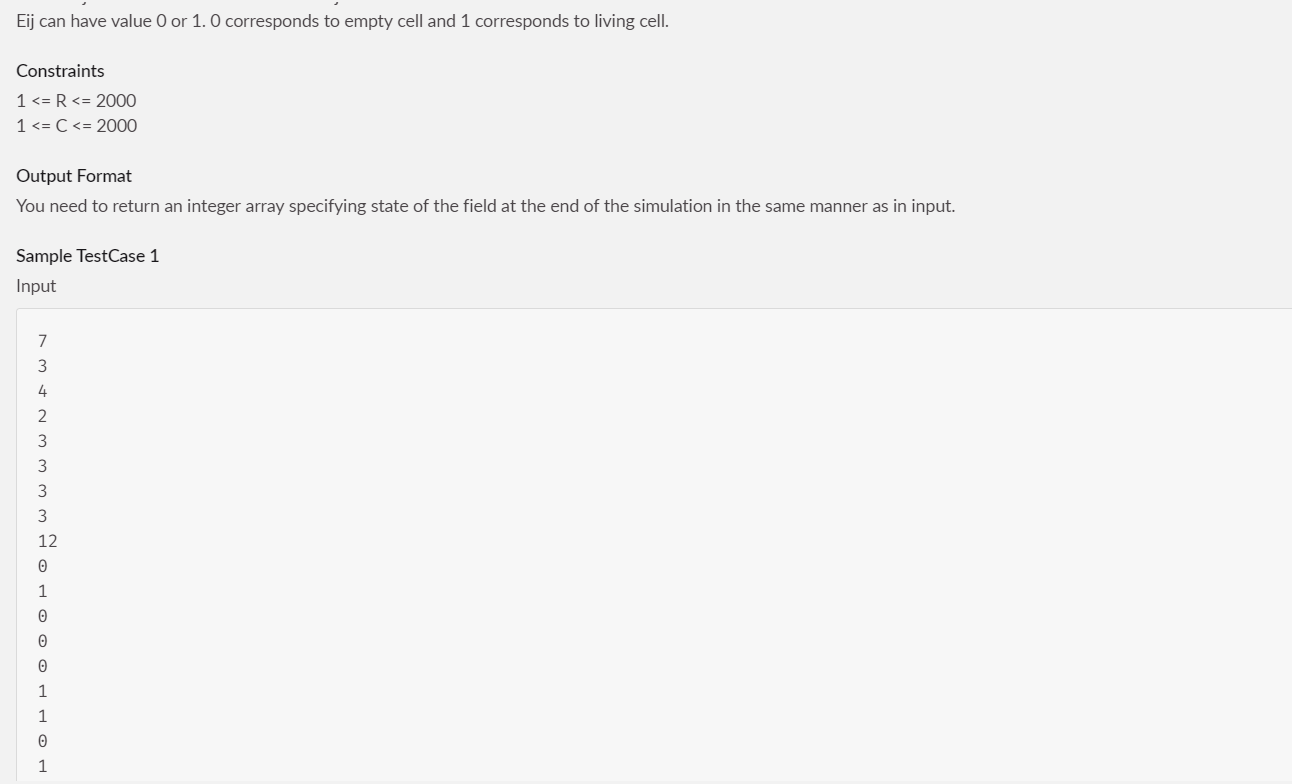 Eij can have value 0 or 1. 0 corresponds to empty cell and 1 corresponds to living cell.
Constraints
1 <= R <= 2000
1 <= C <= 2000
Output Format
You need to return an integer array specifying state of the field at the end of the simulation in the same manner as in input.
Sample TestCase 1
Input
7
3
4
2
3
3
3
3
12
0
1
0
0
0
1
1
0
1